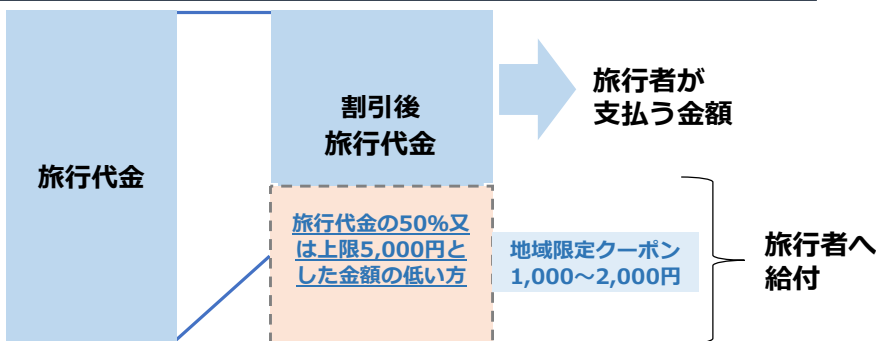 旅行代金
割引後
旅行代金
旅行者が
支払う金額
旅行代金の50%又
は上限5,000円と
した金額の低い方
地域限定クーポン
1,000～2,000円
旅行者へ
給付